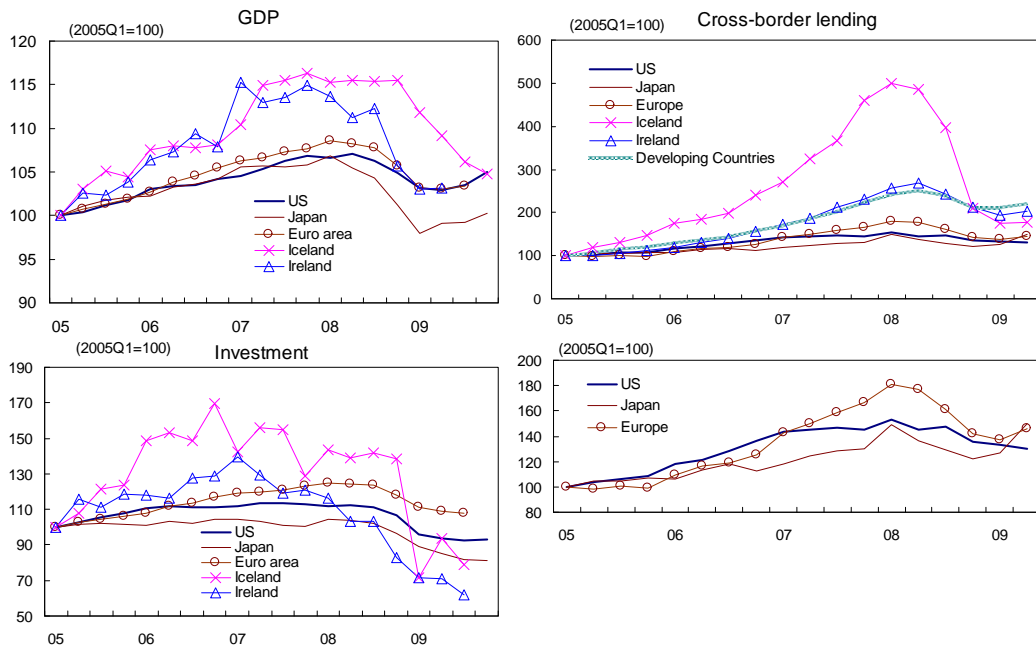 GDP
(2005Q1=100)
120
115
110
105
100
95
90
US
Japan
Euro area
Iceland
Ireland
05 06 07 08 09
Cross-border lending
(2005Q1=100)
600
500
400
300
200
100
0
US
Japan
Europe
Iceland
Ireland
Developing Countries
05 06 07 08 09
Investment
(2005Q1=100)
190
170
150
130
110
90
70
50
US
Japan
Euro area
Iceland
Ireland
05 06 07 08 09
(2005Q1=100)
200
180
160
140
120
100
80
US
Japan
Europe
05 06 07 08 09